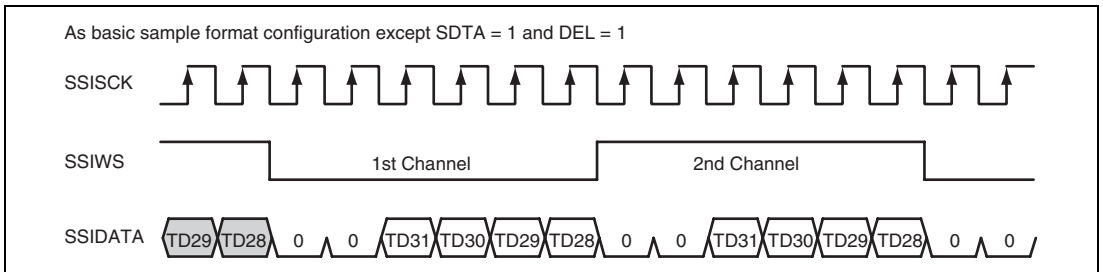 As basic sample format configuration except SDTA = 1 and DEL = 1
SSISCK
SSIWS 1st Channel 2nd Channel
SSIDATA TD29 TD28 0 0 TD31 TD30 TD29 TD28 0 0 TD31 TD30 TD29 TD28 0 0